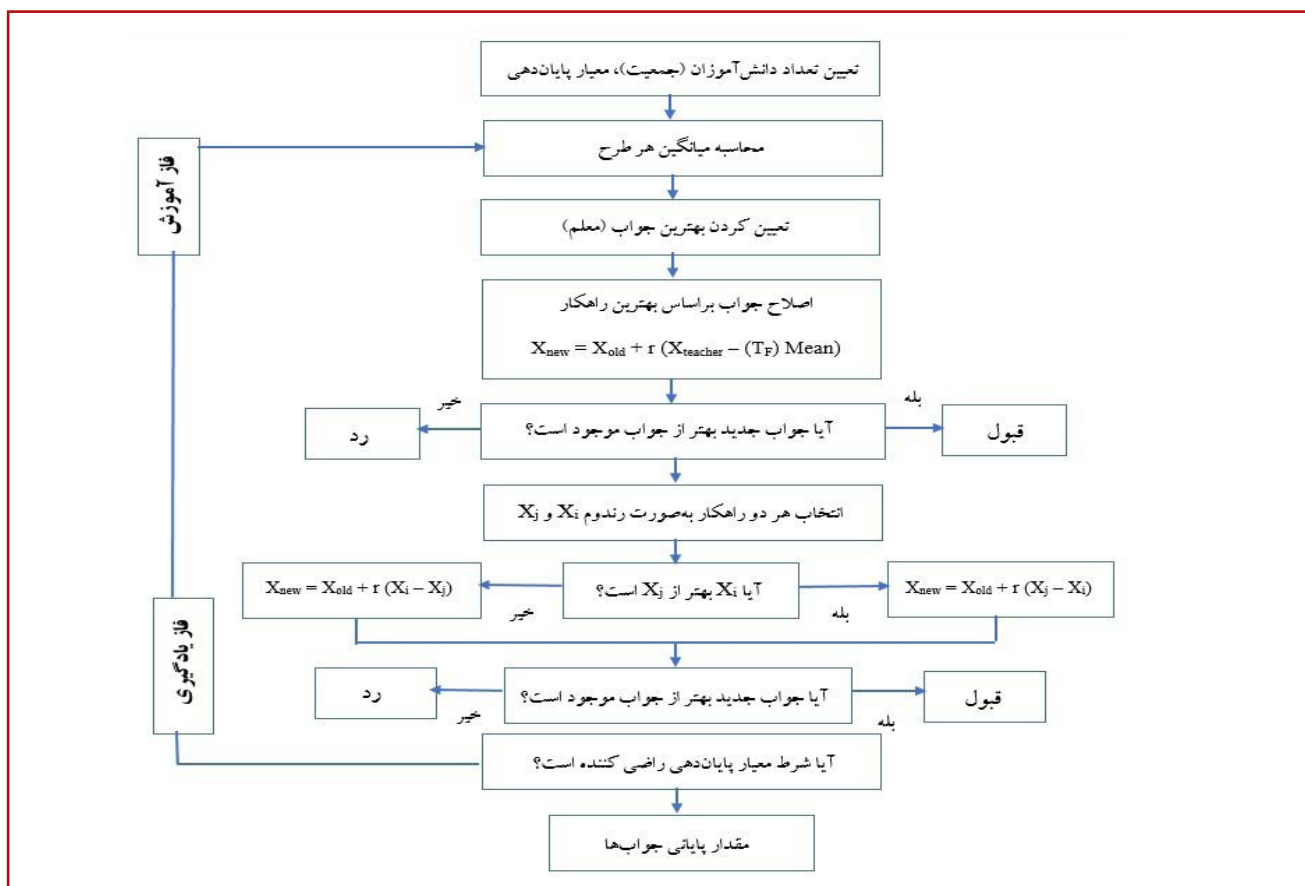 تعیین تعداد دانش‌آموزان (جمعیت)، معیار پایان‌دهی
محاسبه میانگین هر طرح
فاز آموزش
تعیین کردن بهترین جواب (معلم)
اصلاح جواب براساس بهترین راهکار
Xnew = Xold + r (Xteacher – (TF) Mean)
بله
خیر
قبول
آیا جواب جدید بهتر از جواب موجود است؟
رد
انتخاب هر دو راهکار به‌صورت رندوم Xi و Xj
Xnew = Xold + r (Xj – Xi)
بله
آیا Xi بهتر از Xj است؟
خیر
Xnew = Xold + r (Xi – Xj)
فاز یادگیری
قبول
بله
آیا جواب جدید بهتر از جواب موجود است؟
خیر
رد
آیا شرط معیار پایان‌دهی راضی کننده است؟
مقدار پایانی جواب‌ها